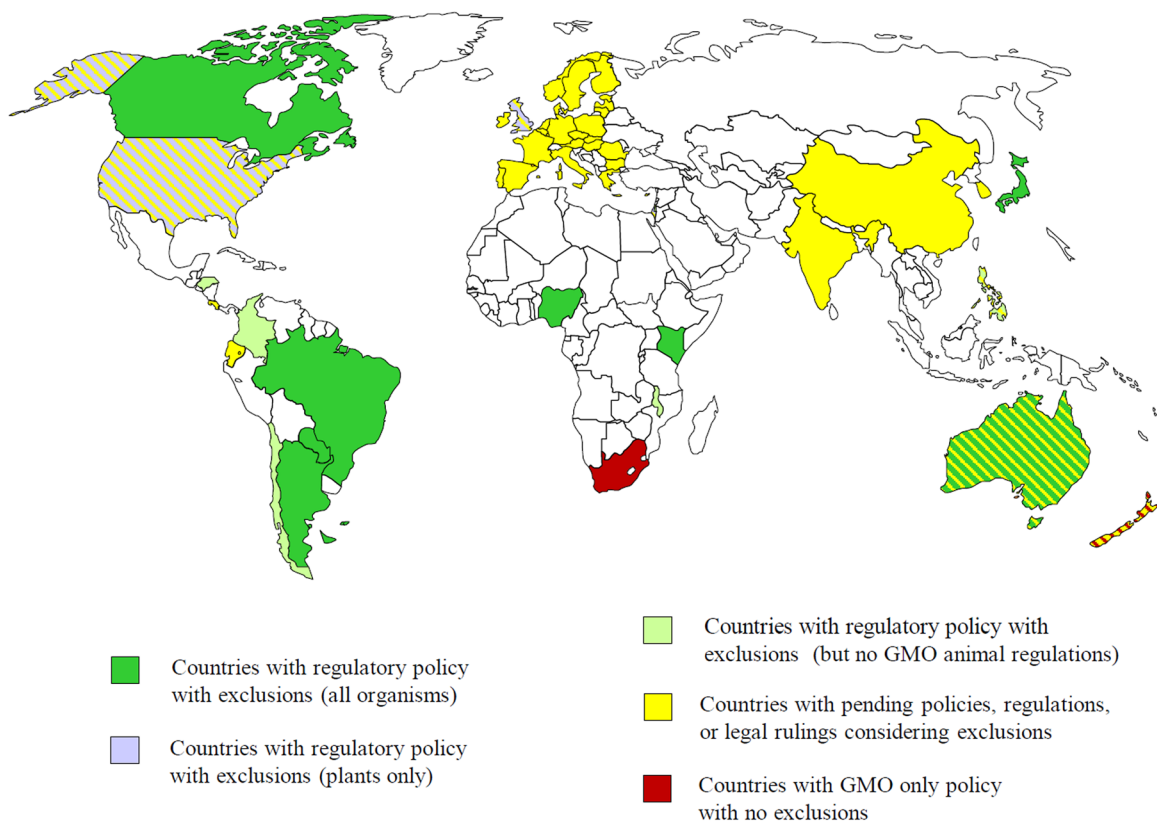 Countries with regulatory policy
with exclusions (all organisms)
Countries with regulatory policy
with exclusions (plants only)
Countries with regulatory policy with
exclusions (but no GMO animal regulations)
Countries with pending policies, regulations,
or legal rulings considering exclusions
Countries with GMO only policy
with no exclusions